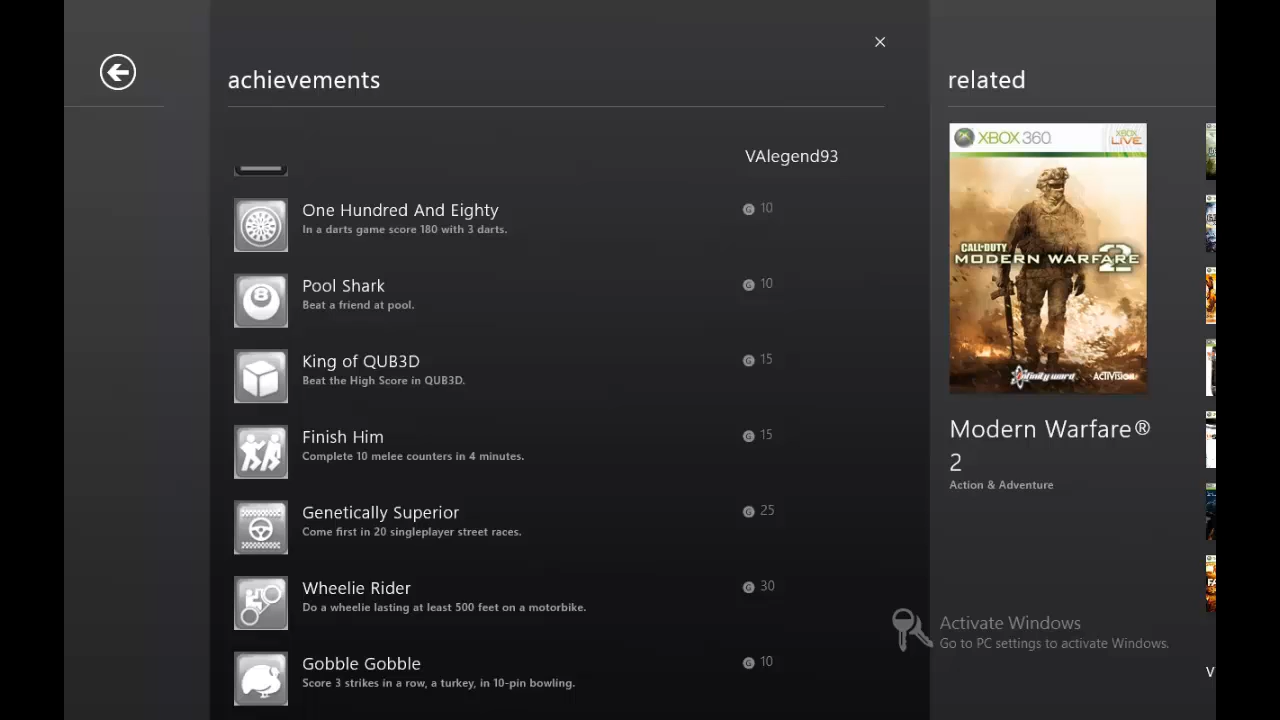 achievements
VAlegend93
One Hundred And Eighty
In a darts game score 180 with 3 darts.
G 10
Pool Shark
Beat a friend at pool.
G 10
King of QUB3D
Beat the High Score in QUB3D.
G 15
Finish Him
Complete 10 melee counters in 4 minutes.
G 15
Genetically Superior
Come first in 20 singleplayer street races.
G 25
Wheelie Rider
Do a wheelie lasting at least 500 feet on a motorbike.
G 30
Gobble Gobble
Score 3 strikes in a row, a turkey, in 10-pin bowling.
G 10
related
XBOX 360
XBOX
LIVE
CALL OF DUTY
MODERN WARFARE 2
Infinity ward
ACTIVISION
Modern Warfare®
2
Action & Adventure
Activate Windows
Go to PC settings to activate Windows.
V